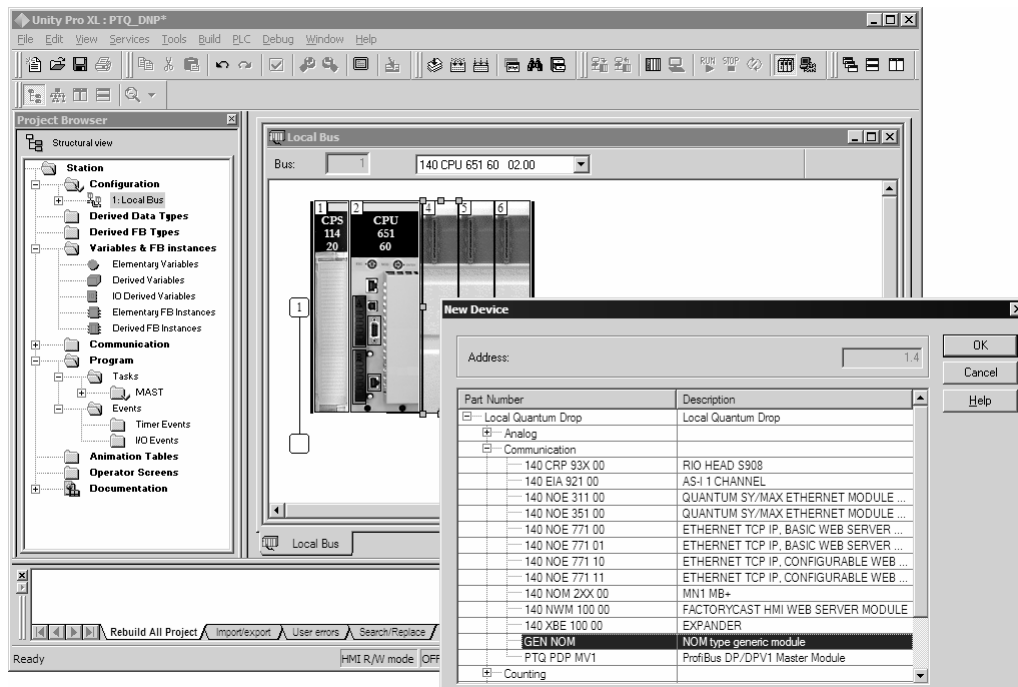 Unity Pro XL : PTQ_DNP*
File Edit View Services Tools Build PLC Debug Window Help
RUN STOP
Project Browser
Structural view
Station
Configuration
1: Local Bus
Derived Data Types
Derived FB Types
Variables & FB instances
Elementary Variables
Derived Variables
IO Derived Variables
Elementary FB Instances
Derived FB Instances
Communication
Program
Tasks
MAST
Events
Timer Events
I/O Events
Animation Tables
Operator Screens
Documentation
Local Bus
Bus: 1 140 CPU 651 60 02.00
1 2 4 5 6
CPS CPU
114 651
20 60
1
Local Bus
New Device
Address: 1.4
OK
Cancel
Help
Part Number Description
Local Quantum Drop Local Quantum Drop
Analog
Communication
140 CRP 93X 00 RIO HEAD S908
140 EIA 921 00 AS-I 1 CHANNEL
140 NOE 311 00 QUANTUM SY/MAX ETHERNET MODULE ...
140 NOE 351 00 QUANTUM SY/MAX ETHERNET MODULE ...
140 NOE 771 00 ETHERNET TCP IP, BASIC WEB SERVER ...
140 NOE 771 01 ETHERNET TCP IP, BASIC WEB SERVER ...
140 NOE 771 10 ETHERNET TCP IP, CONFIGURABLE WEB ...
140 NOE 771 11 ETHERNET TCP IP, CONFIGURABLE WEB ...
140 NOM 2XX 00 MN1 MB+
140 NWM 100 00 FACTORYCAST HMI WEB SERVER MODULE
140 XBE 100 00 EXPANDER
GEN NOM NOM type generic module
PTQ PDP MV1 ProfiBus DP/DPV1 Master Module
Counting
Rebuild All Project Import/export User errors Search/Replace
Ready HMI R/W mode OFF